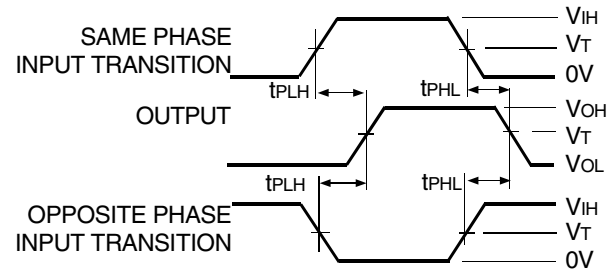 VIH
SAME PHASE
INPUT TRANSITION
VT
0V
tPLH
tPHL
OUTPUT
VOH
VT
VOL
tPLH
tPHL
OPPOSITE PHASE
INPUT TRANSITION
VIH
VT
0V